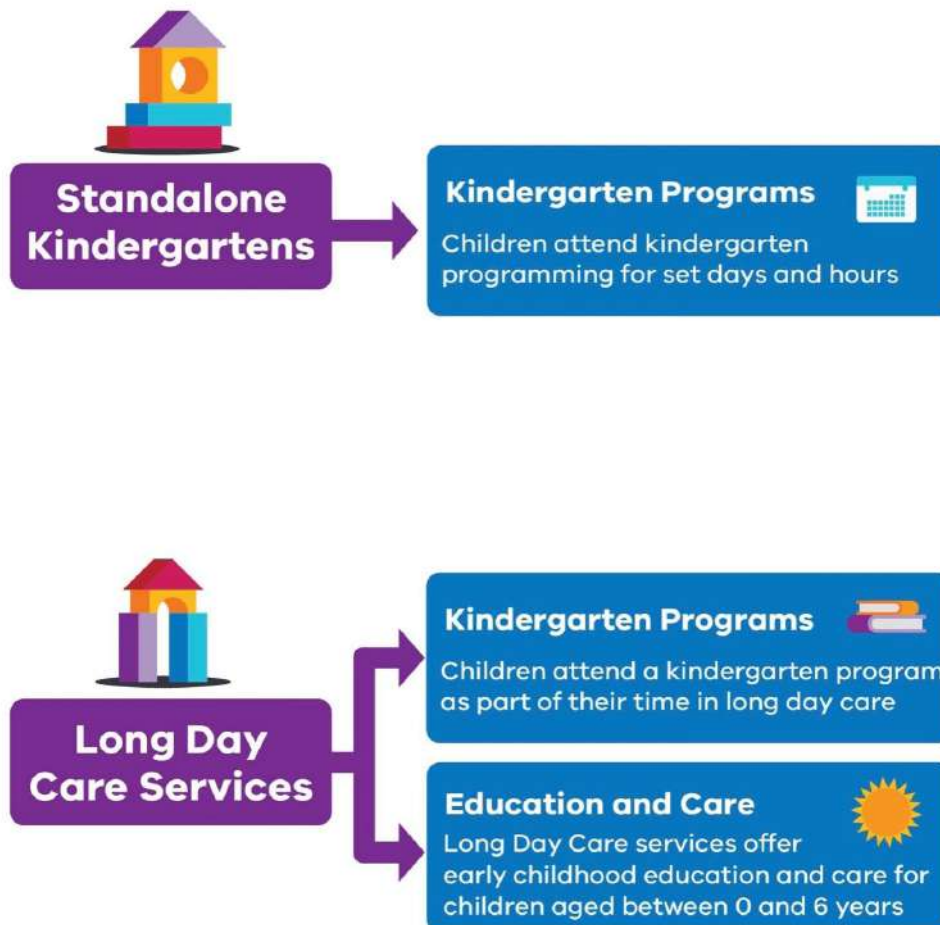 Standalone
Kindergartens
Kindergarten Programs
Children attend kindergarten
programming for set days and hours
Long Day
Care Services
Kindergarten Programs
Children attend a kindergarten program
as part of their time in long day care
Education and Care
Long Day Care services offer
early childhood education and care for
children aged between 0 and 6 years